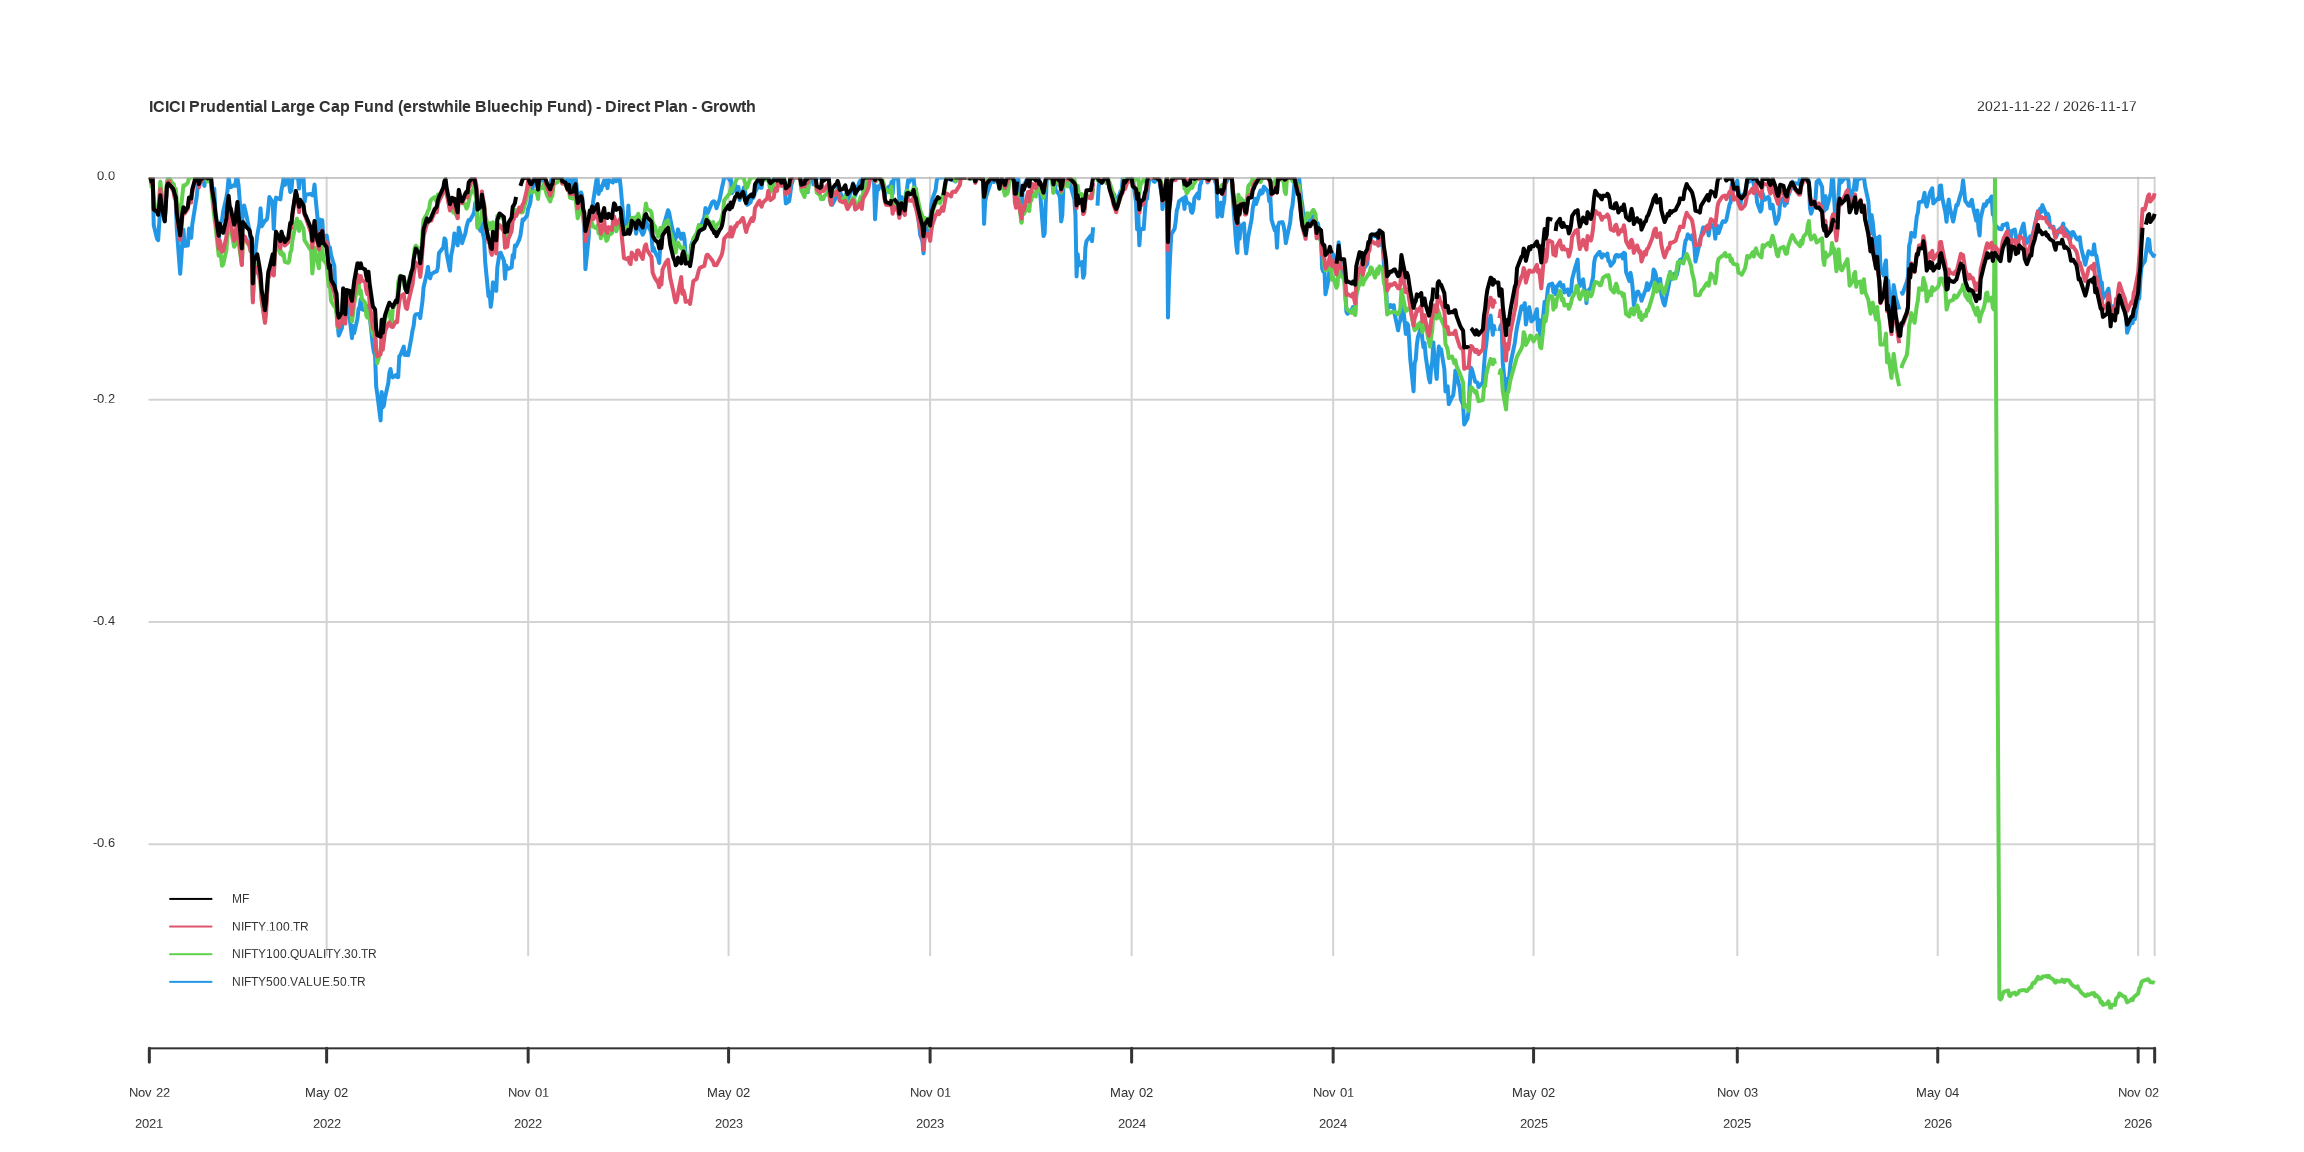 ICICI Prudential Large Cap Fund (erstwhile Bluechip Fund) - Direct Plan - Growth
2021-11-22 / 2026-11-17
0.0
-0.2
-0.4
-0.6
MF
NIFTY.100.TR
NIFTY100.QUALITY.30.TR
NIFTY500.VALUE.50.TR
Nov 22 May 02 Nov 01 May 02 Nov 01 May 02 Nov 01 May 02 Nov 03 May 04 Nov 02
2021 2022 2022 2023 2023 2024 2024 2025 2025 2026 2026